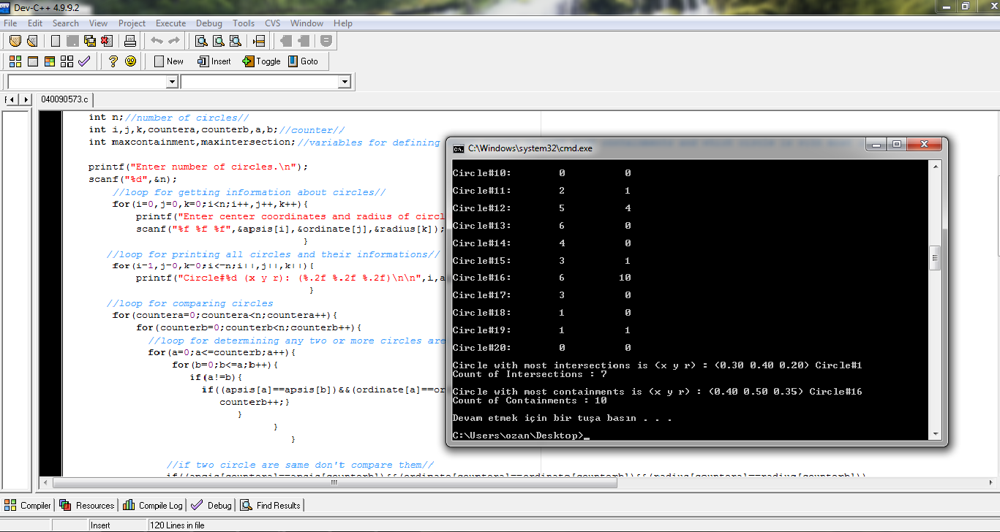 Dev-C++ 4.9.9.2
File Edit Search View Project Execute Debug Tools CVS Window Help
New Insert Toggle Goto
040090573.c
int n;//number of circles//
int i,j,k,countera,counterb,a,b;//counter//
int maxcontainment,maxintersection;//variables for defining
printf("Enter number of circles.\n");
scanf("%d",&n);
//loop for getting information about circles//
for(i=0,j=0,k=0;i<n;i++,j++,k++){
printf("Enter center coordinates and radius of circl
scanf("%f %f %f",&apsis[i],&ordinate[j],&radius[k]);
}
//loop for printing all circles and their informations//
for(i=1,j=0,k=0;i<=n;i++,j++,k++){
printf("Circle#%d (x y r): (%.2f %.2f %.2f)\n\n",i,a
}
//loop for comparing circles
for(countera=0;countera<n;countera++){
for(counterb=0;counterb<n;counterb++){
//loop for determining any two or more circles are
for(a=0;a<=counterb;a++){
for(b=0;b<=a;b++){
if(a!=b){
if((apsis[a]==apsis[b])&&(ordinate[a]==or
counterb++;}
}
}
}
//if two circle are same don't compare them//
if((apsis[countera]==apsis[counterb])&&(ordinate[countera]==ordinate[counterb])&&(radius[countera]==radius[counterb]))
C:\Windows\system32\cmd.exe
Circle#10: 0 0
Circle#11: 2 1
Circle#12: 5 4
Circle#13: 6 0
Circle#14: 4 0
Circle#15: 3 1
Circle#16: 6 10
Circle#17: 3 0
Circle#18: 1 0
Circle#19: 1 1
Circle#20: 0 0
Circle with most intersections is (x y r) : (0.30 0.40 0.20) Circle#1
Count of Intersections : 7
Circle with most containments is (x y r) : (0.40 0.50 0.35) Circle#16
Count of Containments : 10
Devam etmek için bir tuşa basın . . .
C:\Users\ozan\Desktop>_
Compiler Resources Compile Log Debug Find Results
Insert 120 Lines in file